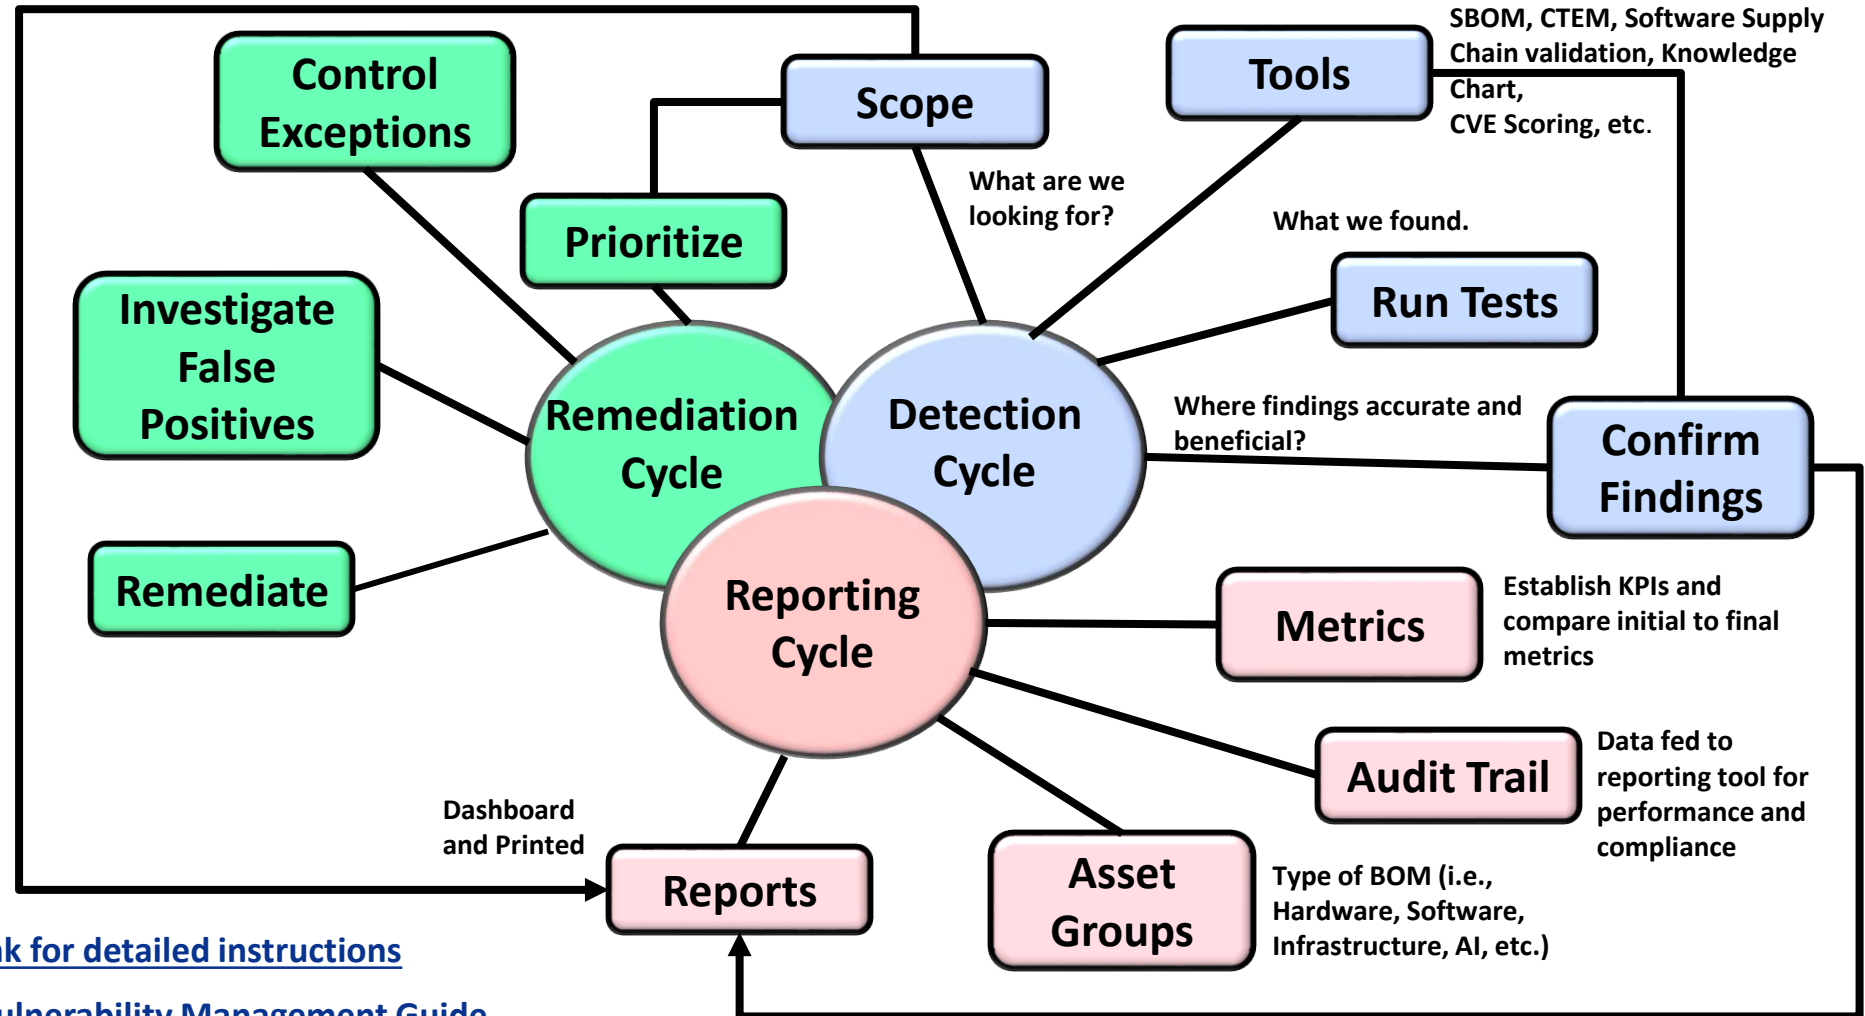 Control
Exceptions
Scope
Tools
SBOM, CTEM, Software Supply
Chain validation, Knowledge
Chart,
CVE Scoring, etc.
What are we
looking for?
Prioritize
What we found.
Run Tests
Investigate
False
Positives
Remediation
Cycle
Detection
Cycle
Where findings accurate and
beneficial?
Confirm
Findings
Remediate
Reporting
Cycle
Metrics
Establish KPIs and
compare initial to final
metrics
Audit Trail
Data fed to
reporting tool for
performance and
compliance
Dashboard
and Printed
Reports
Asset
Groups
Type of BOM (i.e.,
Hardware, Software,
Infrastructure, AI, etc.)
for detailed instructions
Management Guide